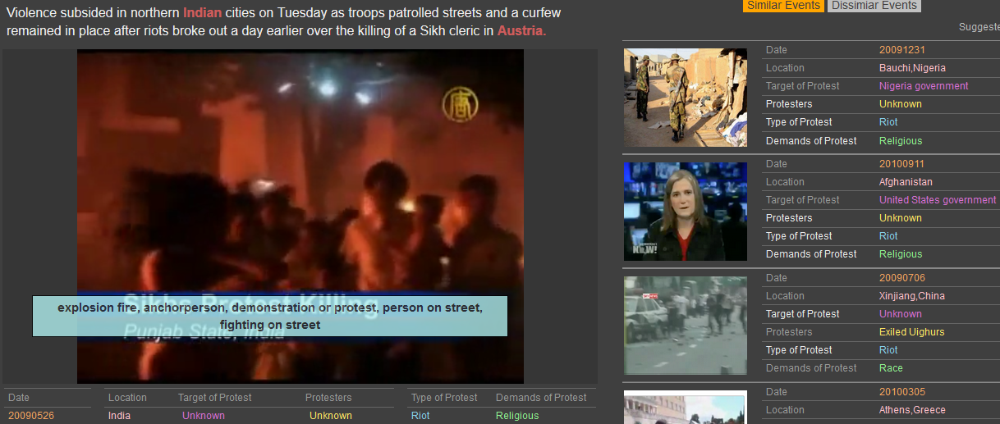 Violence subsided in northern Indian cities on Tuesday as troops patrolled streets and a curfew
remained in place after riots broke out a day earlier over the killing of a Sikh cleric in Austria.
唐
Sikhs Protest Killing
explosion fire, anchorperson, demonstration or protest, person on street,
fighting on street
Punjab State, India
Date Location Target of Protest Protesters Type of Protest Demands of Protest
20090526 India Unknown Unknown Riot Religious
Similar Events Dissimiar Events
Suggeste
Date 20091231
Location Bauchi,Nigeria
Target of Protest Nigeria government
Protesters Unknown
Type of Protest Riot
Demands of Protest Religious
NOW!
Date 20100911
Location Afghanistan
Target of Protest United States government
Protesters Unknown
Type of Protest Riot
Demands of Protest Religious
Date 20090706
Location Xinjiang,China
Target of Protest Unknown
Protesters Exiled Uighurs
Type of Protest Riot
Demands of Protest Race
Date 20100305
Location Athens,Greece